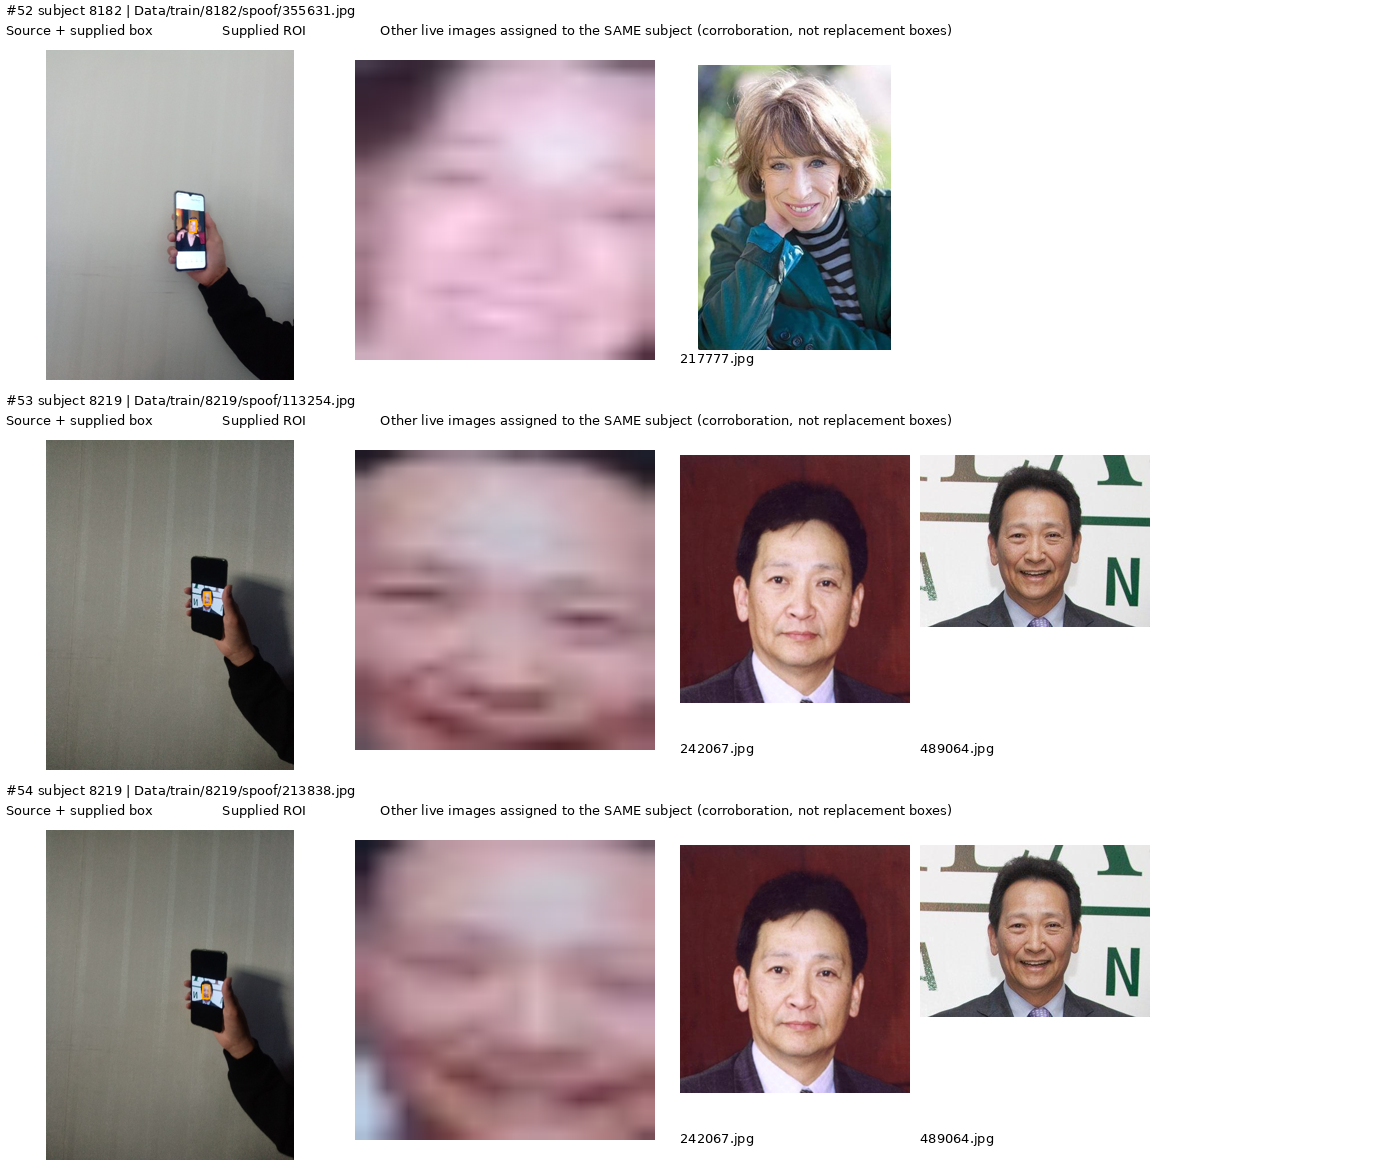 #52 subject 8182 | Data/train/8182/spoof/355631.jpg
Source + supplied box Supplied ROI Other live images assigned to the SAME subject (corroboration, not replacement boxes)
217777.jpg
#53 subject 8219 | Data/train/8219/spoof/113254.jpg
Source + supplied box Supplied ROI Other live images assigned to the SAME subject (corroboration, not replacement boxes)
A N
242067.jpg 489064.jpg
#54 subject 8219 | Data/train/8219/spoof/213838.jpg
Source + supplied box Supplied ROI Other live images assigned to the SAME subject (corroboration, not replacement boxes)
A N
242067.jpg 489064.jpg